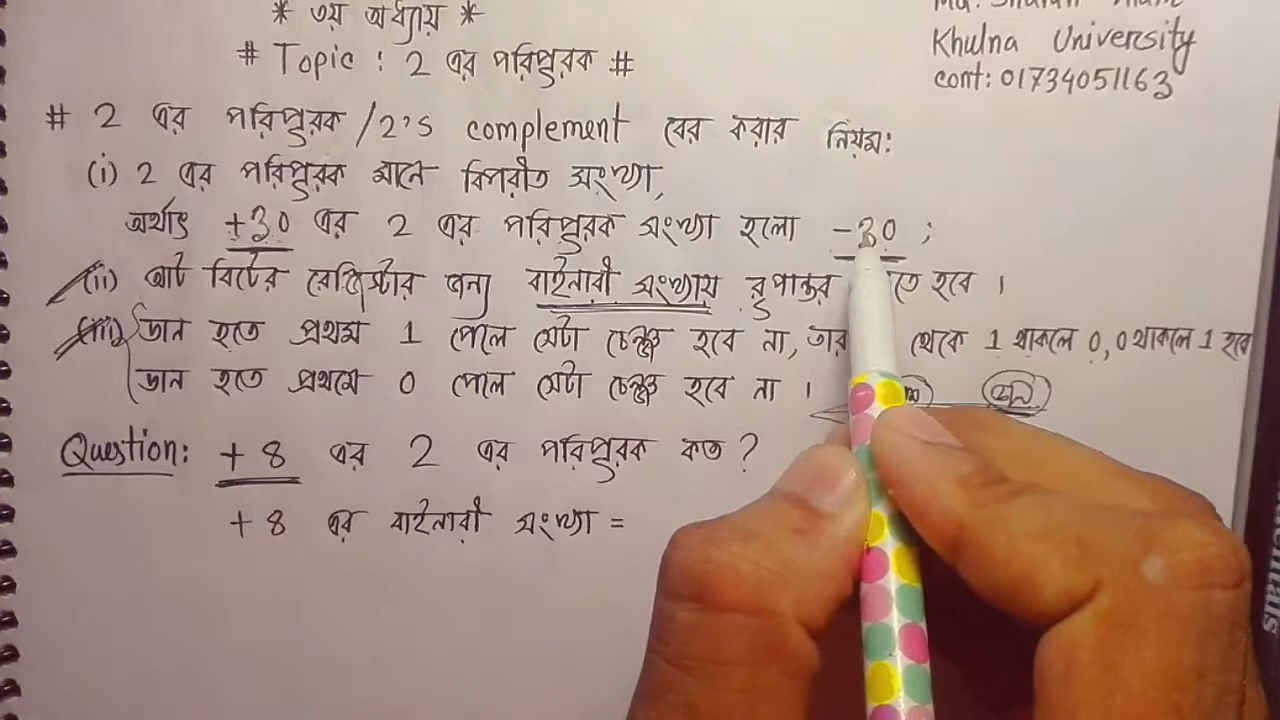 * ৩য় অধ্যায় *
# Topic : 2 এর পরিপুরক #
Khulna University
cont: 01734051163
# 2 এর পরিপুরক /2's complement বের করার নিয়ম:
(i) 2 এর পরিপুরক মানে বিপরীত সংখ্যা,
অর্থাৎ +30 এর 2 এর পরিপুরক সংখ্যা হলো -30 ;
(ii) আট বিটের রেজিস্টার জন্য বাইনারী সংখ্যায় রুপান্তর তে হবে ।
(iii) ডান হতে প্রথম 1 পেলে সেটা চেঞ্জ হবে না, তার থেকে 1 থাকলে 0, 0 থাকলে 1 হবে
ডান হতে প্রথমে 0 পেলে সেটা চেঞ্জ হবে না ।
Question: +8 এর 2 এর পরিপুরক কত ?
+8 এর বাইনারী সংখ্যা =